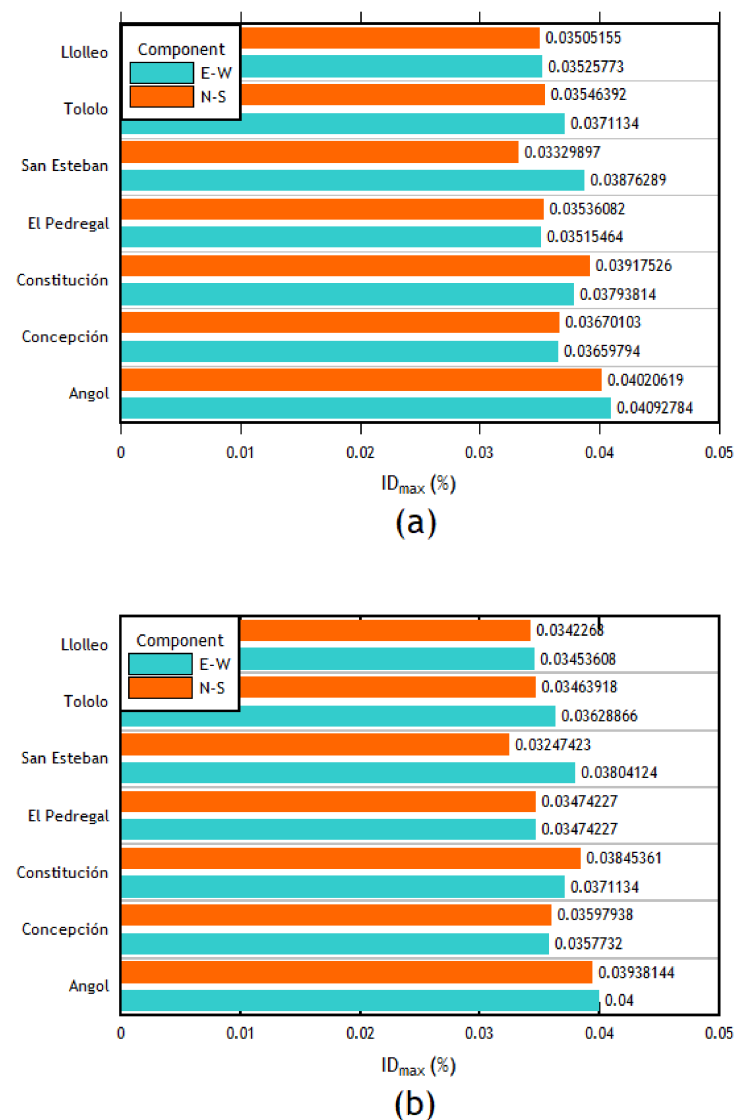 Component
E-W
N-S
Llolleo
0.03505155
0.03525773
Tololo
0.03546392
0.0371134
San Esteban
0.03329897
0.03876289
El Pedregal
0.03536082
0.03515464
Constitución
0.03917526
0.03793814
Concepción
0.03670103
0.03659794
Angol
0.04020619
0.04092784
0 0.01 0.02 0.03 0.04 0.05
IDmax (%)
(a)
Component
E-W
N-S
Llolleo
0.0342268
0.03453608
Tololo
0.03463918
0.03628866
San Esteban
0.03247423
0.03804124
El Pedregal
0.03474227
0.03474227
Constitución
0.03845361
0.0371134
Concepción
0.03597938
0.0357732
Angol
0.03938144
0.04
0 0.01 0.02 0.03 0.04 0.05
IDmax (%)
(b)